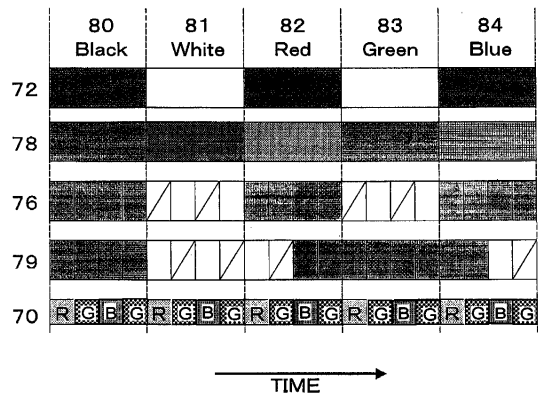 80 81 82 83 84
Black White Red Green Blue
72
78
76
79
70 R G B G R G B G R G B G R G B G R G B G
TIME